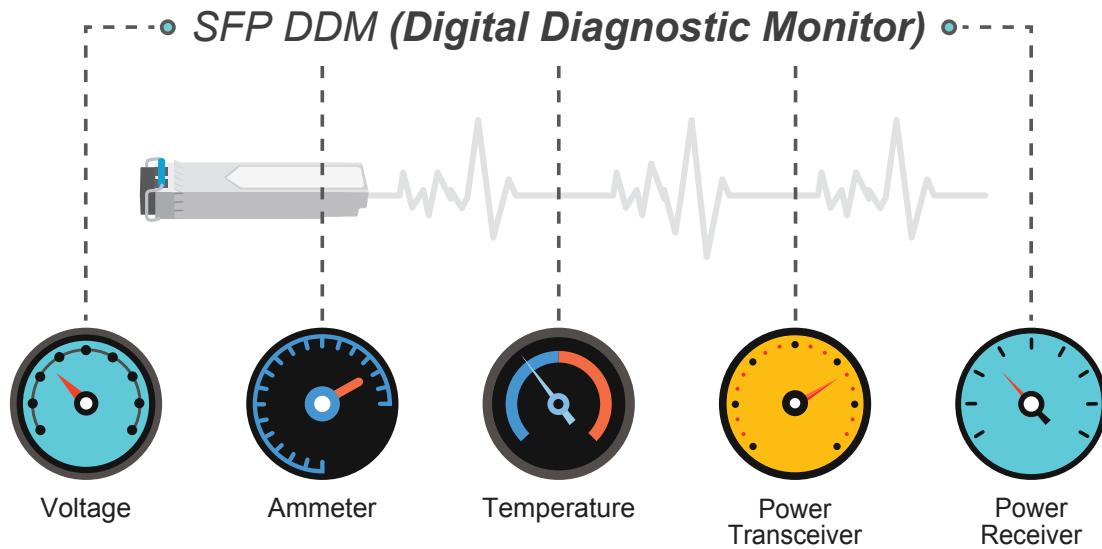 SFP DDM (Digital Diagnostic Monitor)
Voltage
Ammeter
Temperature
Power
Transceiver
Power
Receiver